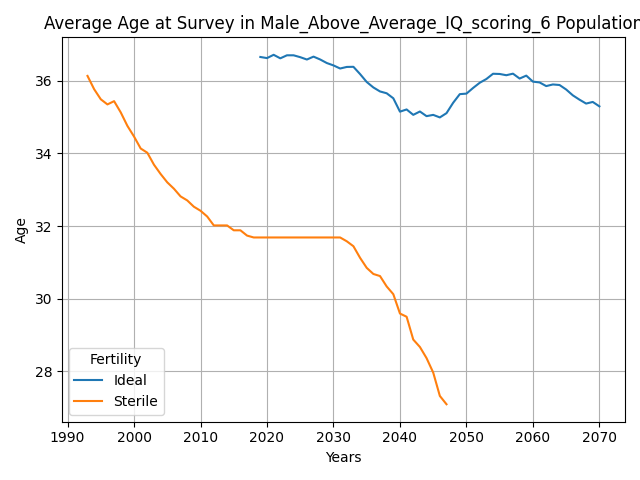 Average Age at Survey in Male_Above_Average_IQ_scoring_6 Population
36
34
32
30
28
Age
Fertility
Ideal
Sterile
1990 2000 2010 2020 2030 2040 2050 2060 2070
Years